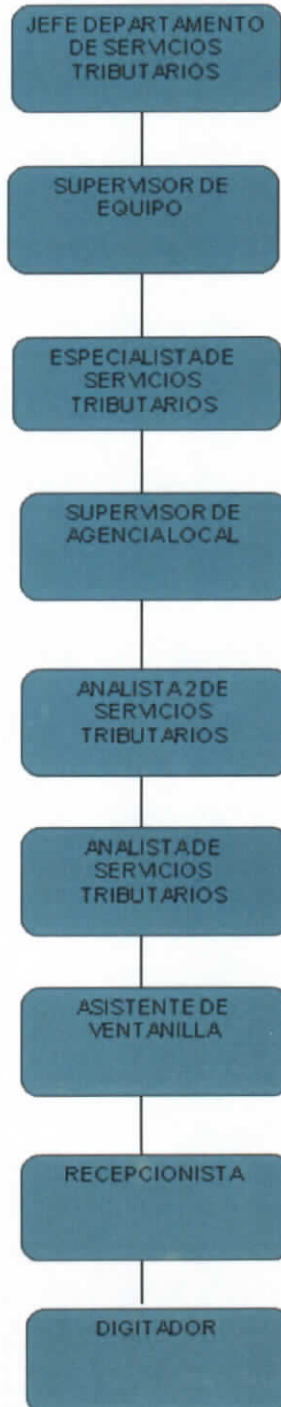 JEFE DEPARTAMENTO
DE SERVICIOS
TRIBUTARIOS
SUPERVISOR DE
EQUIPO
ESPECIALISTA DE
SERVICIOS
TRIBUTARIOS
SUPERVISOR DE
AGENCIA LOCAL
ANALISTA 2 DE
SERVICIOS
TRIBUTARIOS
ANALISTA DE
SERVICIOS
TRIBUTARIOS
ASISTENTE DE
VENTANILLA
RECEPCIONISTA
DIGITADOR